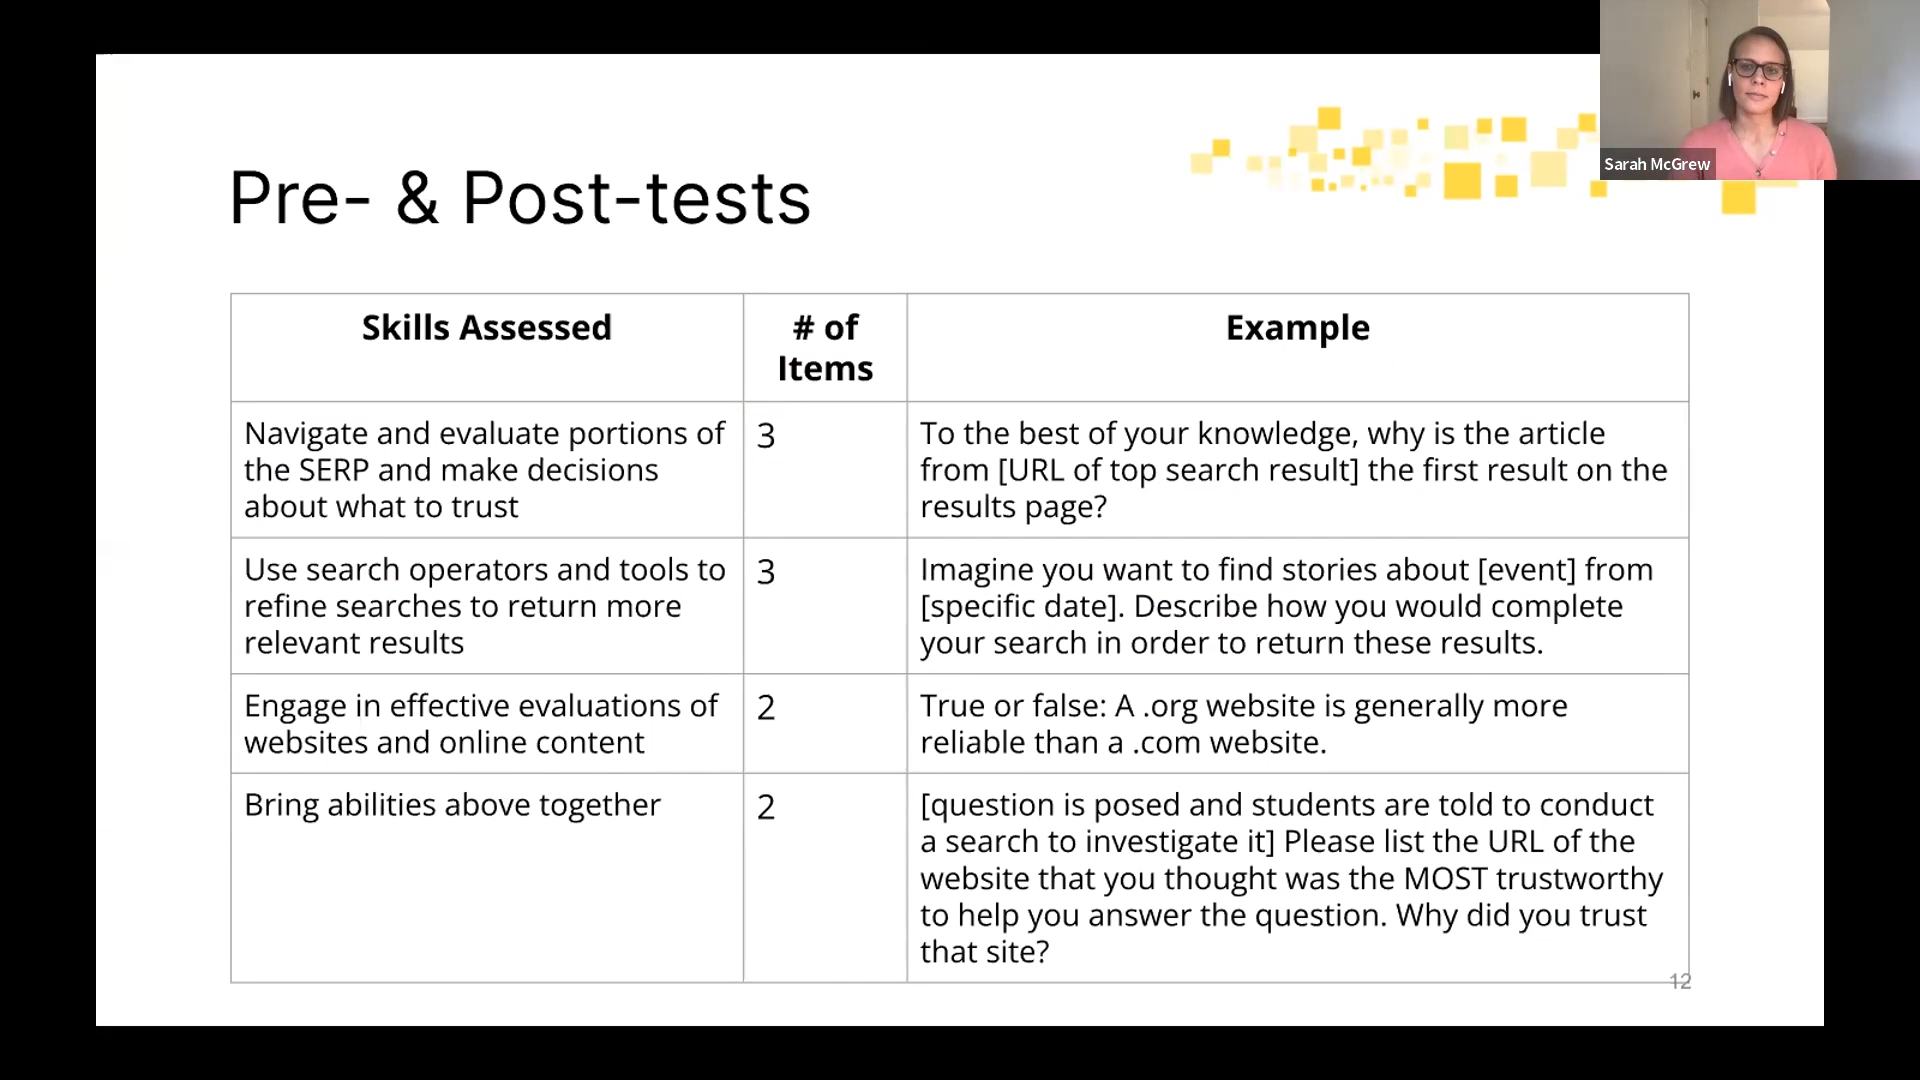 Sarah McGrew
Pre- & Post-tests
Skills Assessed
# of
Items
Example
Navigate and evaluate portions of
the SERP and make decisions
about what to trust
3
To the best of your knowledge, why is the article
from [URL of top search result] the first result on the
results page?
Use search operators and tools to
refine searches to return more
relevant results
3
Imagine you want to find stories about [event] from
[specific date]. Describe how you would complete
your search in order to return these results.
Engage in effective evaluations of
websites and online content
2
True or false: A .org website is generally more
reliable than a .com website.
Bring abilities above together
2
[question is posed and students are told to conduct
a search to investigate it] Please list the URL of the
website that you thought was the MOST trustworthy
to help you answer the question. Why did you trust
that site?
12